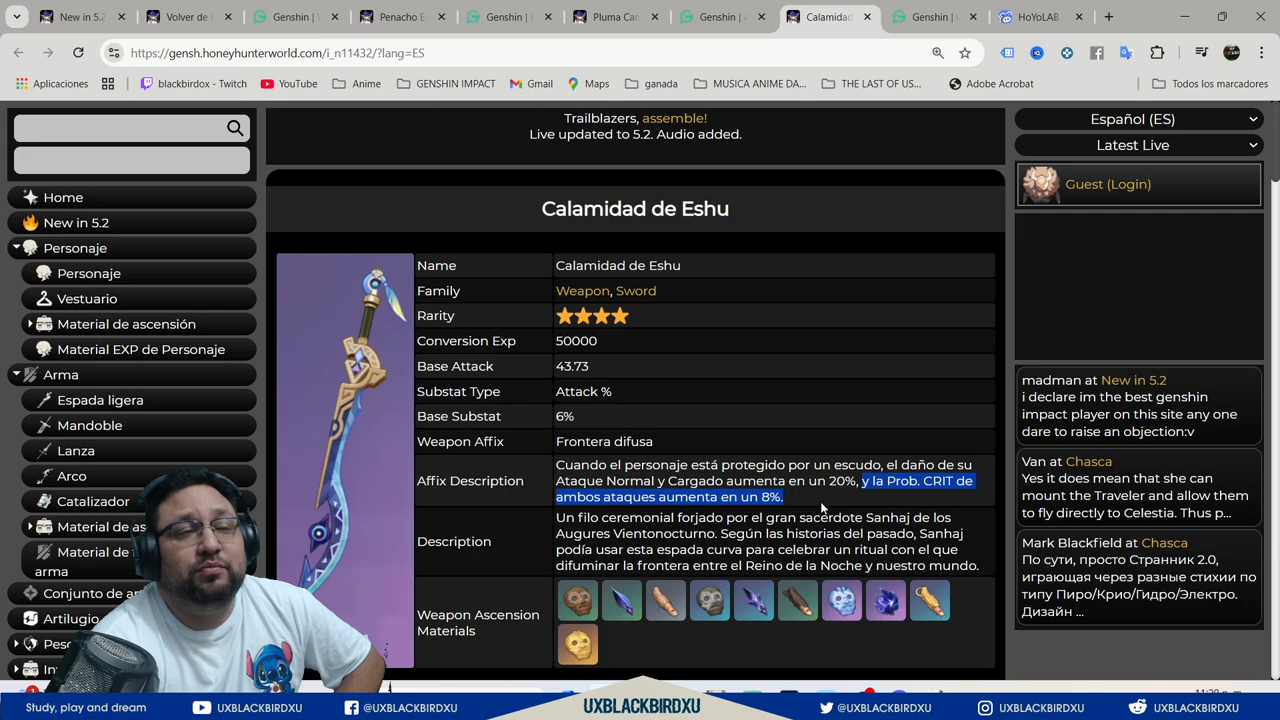 New in 5.2
Volver de
Genshin | \
Penacho E
Genshin |
Pluma Car
Genshin |
Calamidad
Genshin |
HoYoLAB
https://gensh.honeyhunterworld.com/i_n11432/?lang=ES
Aplicaciones
blackbirdox - Twitch
YouTube
Anime
GENSHIN IMPACT
Gmail
Maps
ganada
MUSICA ANIME DA...
THE LAST OF US...
Adobe Acrobat
Todos los marcadores
Home
New in 5.2
Personaje
Personaje
Vestuario
Material de ascensión
Material EXP de Personaje
Arma
Espada ligera
Mandoble
Lanza
Arco
Catalizador
Material de as
Material de
arma
Conjunto de ar
Artilugio
Trailblazers, assemble!
Live updated to 5.2. Audio added.
Calamidad de Eshu
Name
Calamidad de Eshu
Family
Weapon, Sword
Rarity
Conversion Exp
50000
Base Attack
43.73
Substat Type
Attack %
Base Substat
6%
Weapon Affix
Frontera difusa
Affix Description
Cuando el personaje está protegido por un escudo, el daño de su
Ataque Normal y Cargado aumenta en un 20%, y la Prob. CRIT de
ambos ataques aumenta en un 8%.
Description
Un filo ceremonial forjado por el gran sacerdote Sanhaj de los
Augures Vientonocturno. Según las historias del pasado, Sanhaj
podía usar esta espada curva para celebrar un ritual con el que
difuminar la frontera entre el Reino de la Noche y nuestro mundo.
Weapon Ascension
Materials
Español (ES)
Latest Live
Guest (Login)
madman at New in 5.2
i declare im the best genshin
impact player on this site any one
dare to raise an objection:v
Van at Chasca
Yes it does mean that she can
mount the Traveler and allow them
to fly directly to Celestia. Thus p...
Mark Blackfield at Chasca
По сути, просто Странник 2.0,
играющая через разные стихии по
типу Пиро/Крио/Гидро/Электро.
Дизайн ...
Study, play and dream
UXBLACKBIRDXU
@UXBLACKBIRDXU
UXBLACKBIRDXU
@UXBLACKBIRDXU
UXBLACKBIRDXU
UXBLACKBIRDXU